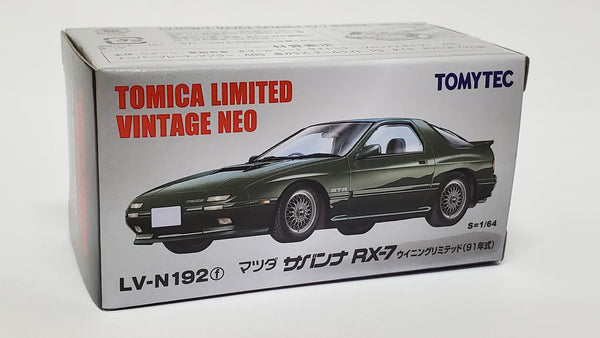 TOMICA LIMITED
VINTAGE NEO
TOMYTEC
S=1/64
LV-N192 f マツダ サバンナ RX-7 ウイニングリミテッド(91年式)